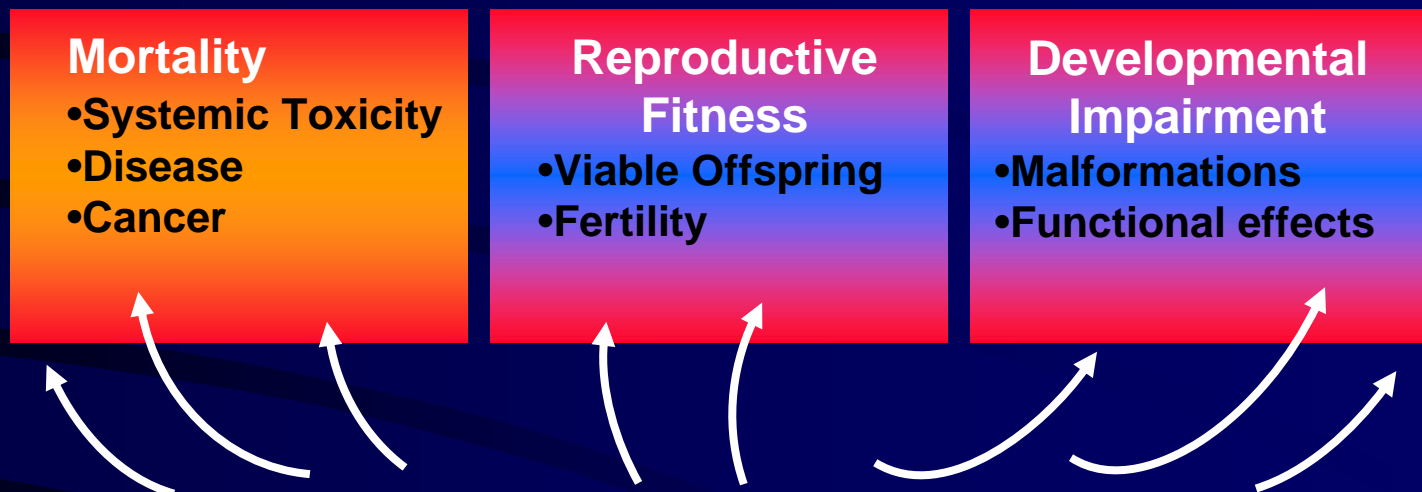 Mortality
•Systemic Toxicity
•Disease
•Cancer
Reproductive
Fitness
•Viable Offspring
•Fertility
Developmental
Impairment
•Malformations
•Functional effects